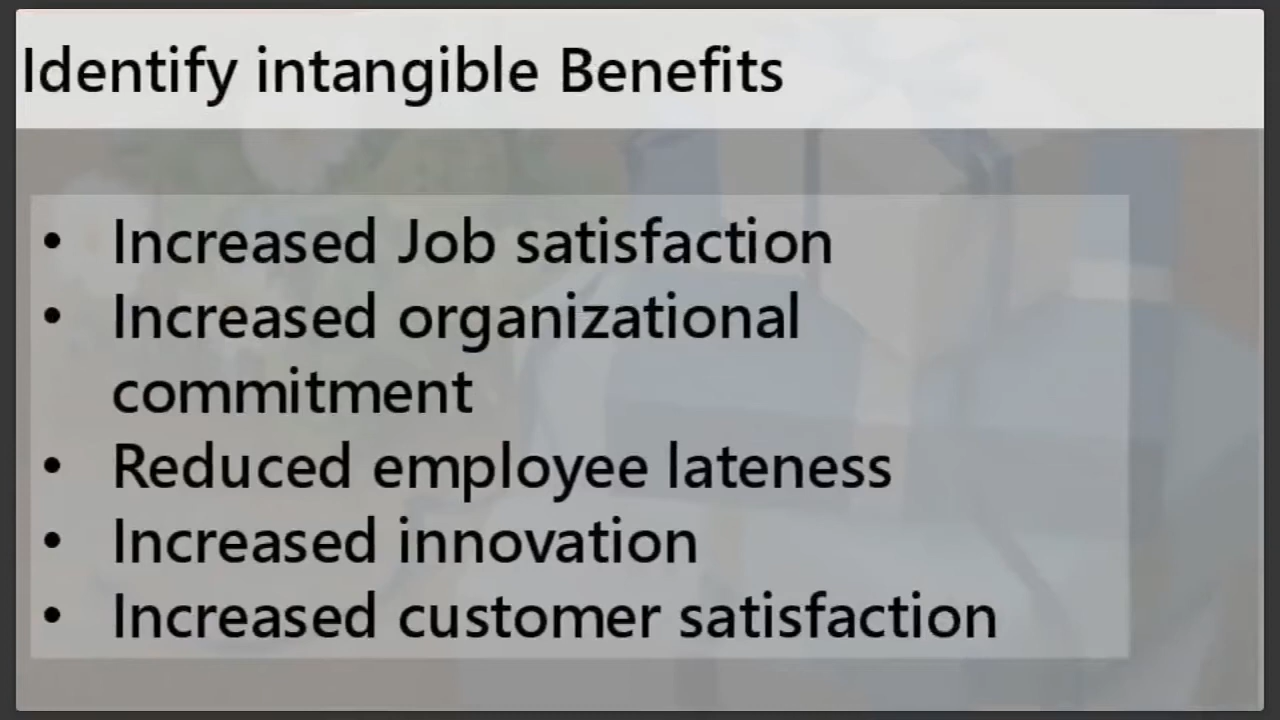 Identify intangible Benefits
• Increased Job satisfaction
• Increased organizational
commitment
• Reduced employee lateness
• Increased innovation
• Increased customer satisfaction